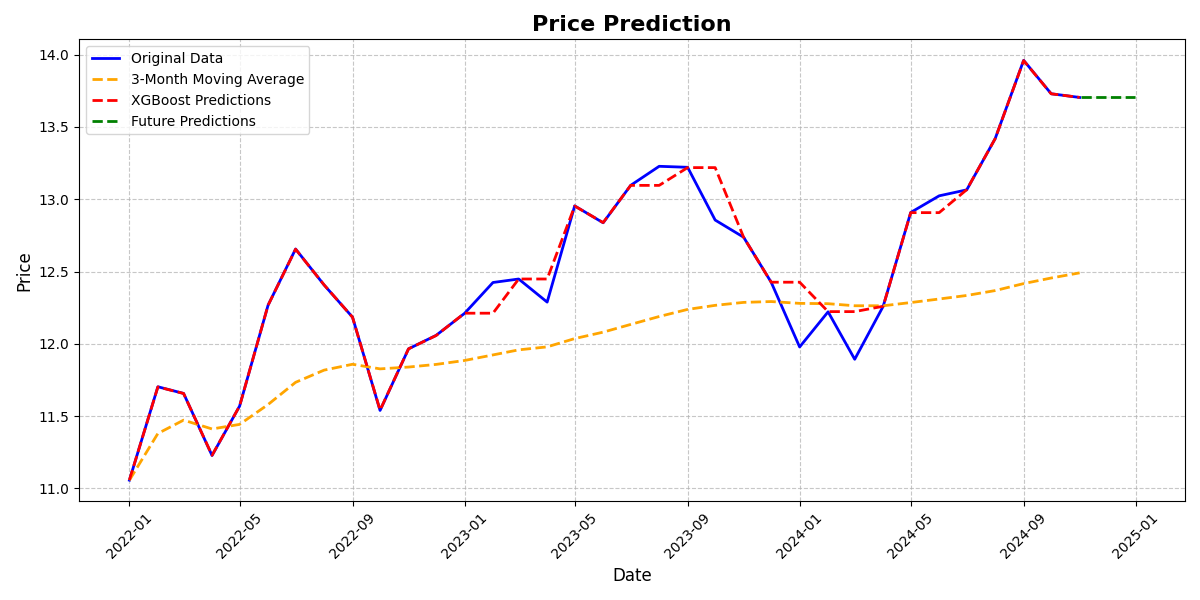 Price Prediction
Original Data
3-Month Moving Average
XGBoost Predictions
Future Predictions
Price
14.0
13.5
13.0
12.5
12.0
11.5
11.0
2022-01
2022-05
2022-09
2023-01
2023-05
2023-09
2024-01
2024-05
2024-09
2025-01
Date